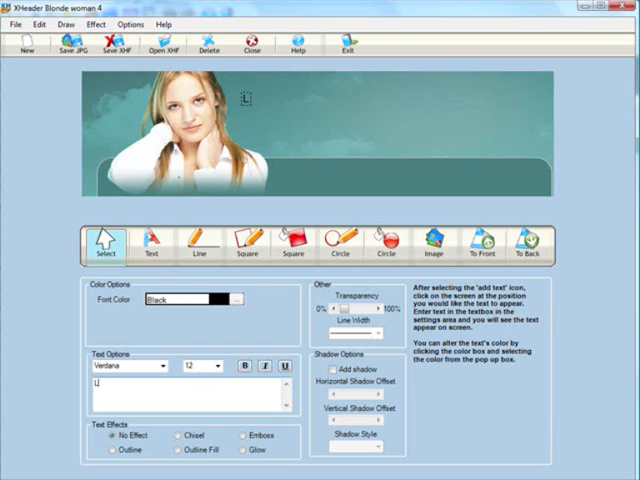 XHeader Blonde woman 4
File Edit Draw Effect Options Help
New Save JPG Save XHF Open XHF Delete Close Help Exit
L
Select Text Line Square Square Circle Circle Image To Front To Back
Color Options
Font Color Black ...
Text Options
Verdana 12 B I U
L
Text Effects
No Effect Chisel Emboss
Outline Outline Fill Glow
Other
Transparency
0% 100%
Line Width
Shadow Options
Add shadow
Horizontal Shadow Offset
Vertical Shadow Offset
Shadow Style
After selecting the 'add text' icon,
click on the screen at the position
you would like the text to appear.
Enter text in the textbox in the
settings area and you will see the text
appear on screen.
You can alter the text's color by
clicking the color box and selecting
the color from the pop up box.